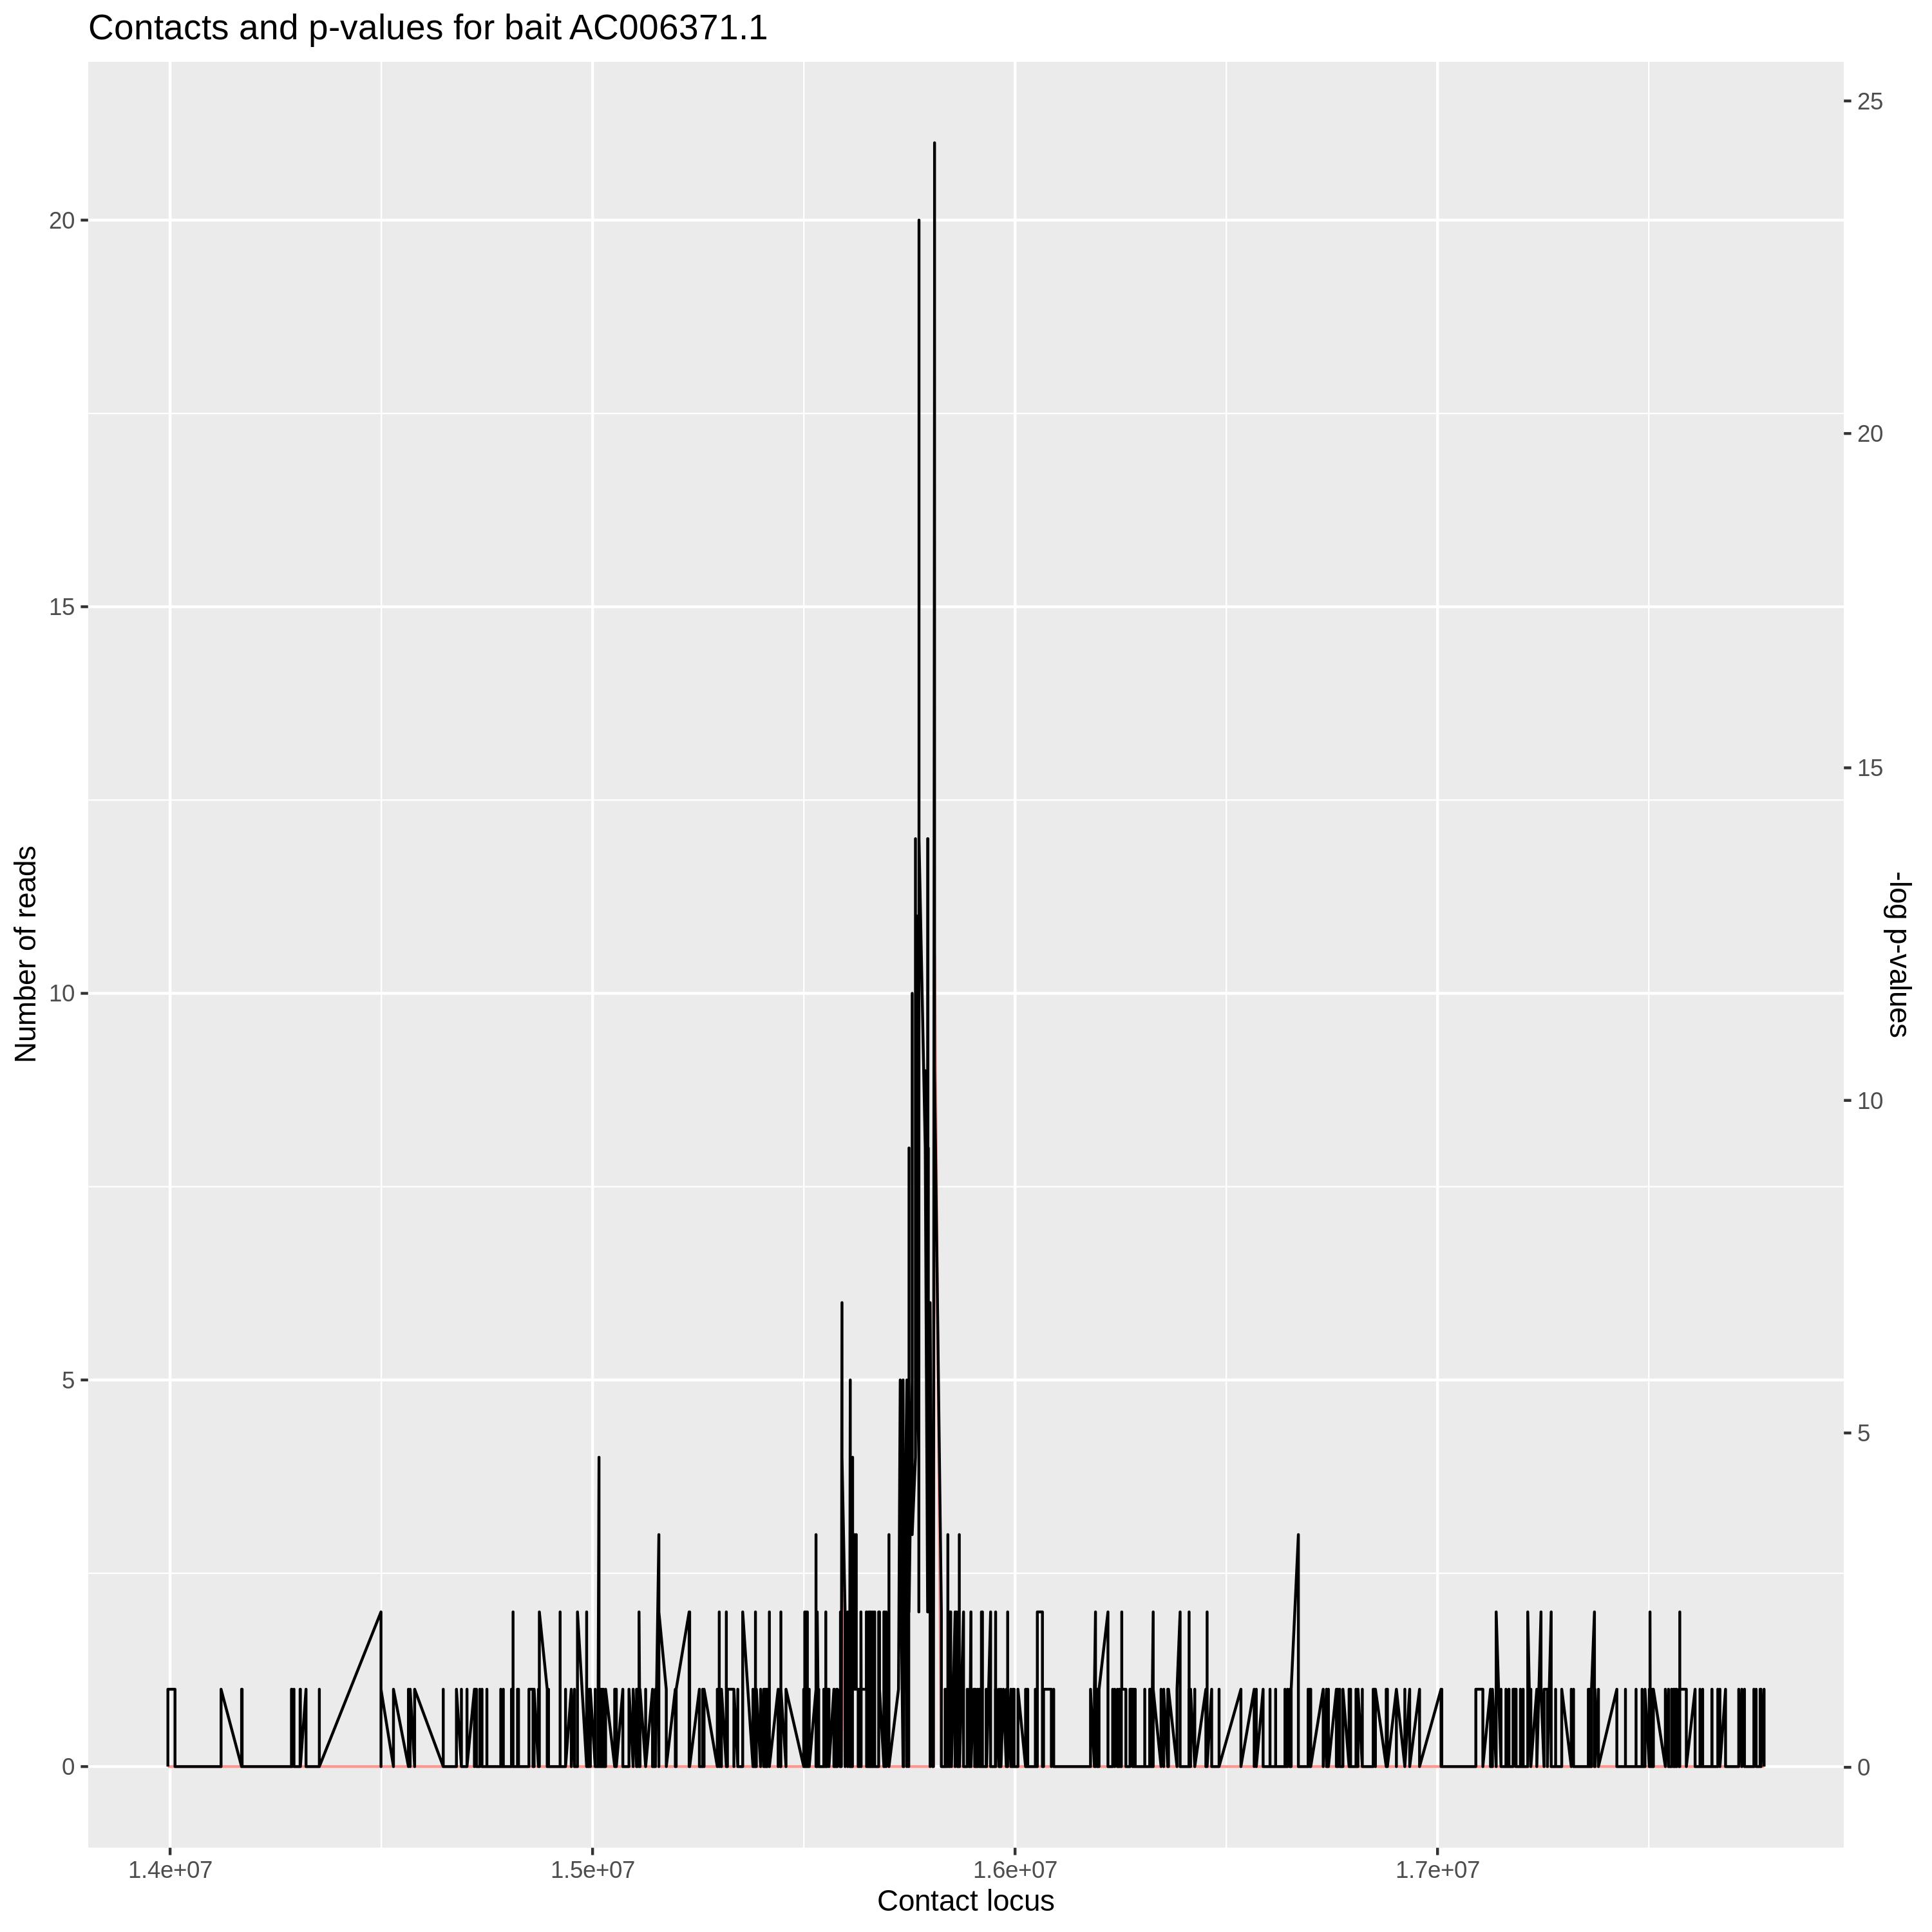 Contacts and p-values for bait AC006371.1
Number of reads
20
15
10
5
0
25
20
15
10
5
0
-log p-values
1.4e+07 1.5e+07 1.6e+07 1.7e+07
Contact locus